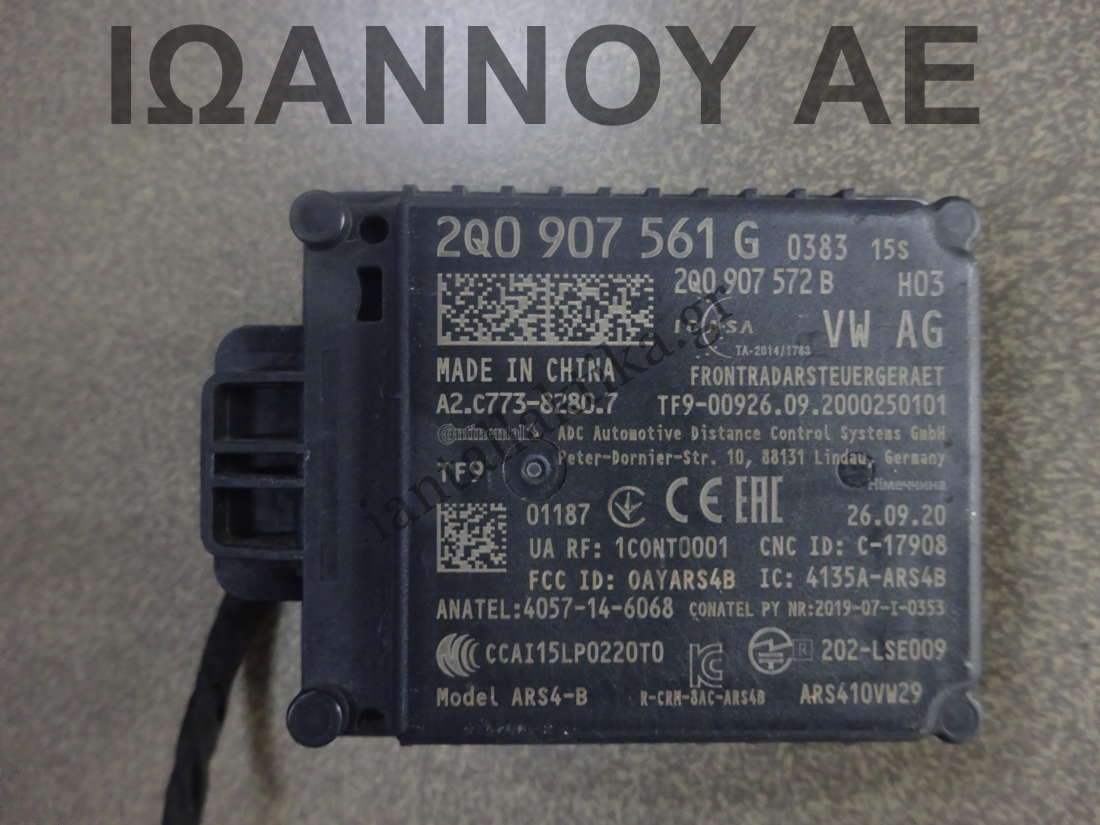 ΙΩΑΝΝΟΥ ΑΕ
2Q0 907 561 G 0383 15S
2Q0 907 572 B H03
ICASA VW AG
TA-2014/1783
MADE IN CHINA FRONTRADARSTEUERGERAET
A2.C773-8280.7 TF9-00926.09.2000250101
Continental ADC Automotive Distance Control Systems GmbH
Peter-Dornier-Str. 10, 88131 Lindau, Germany
TF9 Німеччина
01187 CE EAC 26.09.20
UA RF: 1CONT0001 CNC ID: C-17908
FCC ID: OAYARS4B IC: 4135A-ARS4B
ANATEL:4057-14-6068 CONATEL PY NR:2019-07-I-0353
CCAI15LP0220T0 R 202-LSE009
Model ARS4-B R-CRM-8AC-ARS4B ARS410VW29